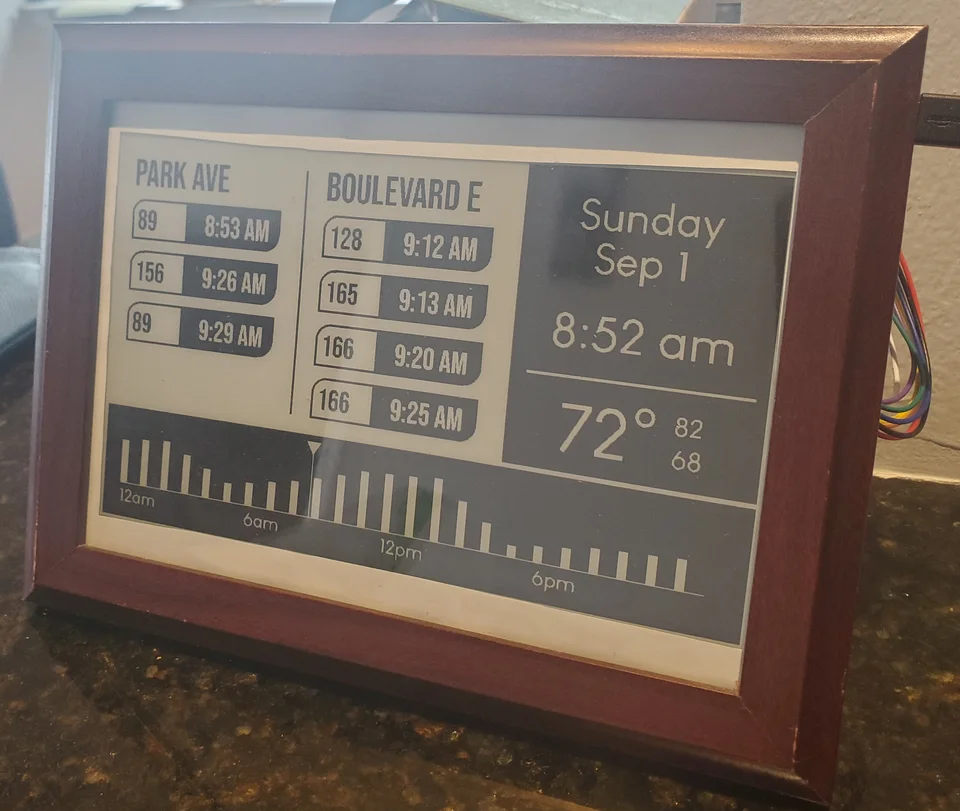 PARK AVE
89 8:53 AM
156 9:26 AM
89 9:29 AM
BOULEVARD E
128 9:12 AM
165 9:13 AM
166 9:20 AM
166 9:25 AM
Sunday
Sep 1
8:52 am
72° 82
68
12am 6am 12pm 6pm